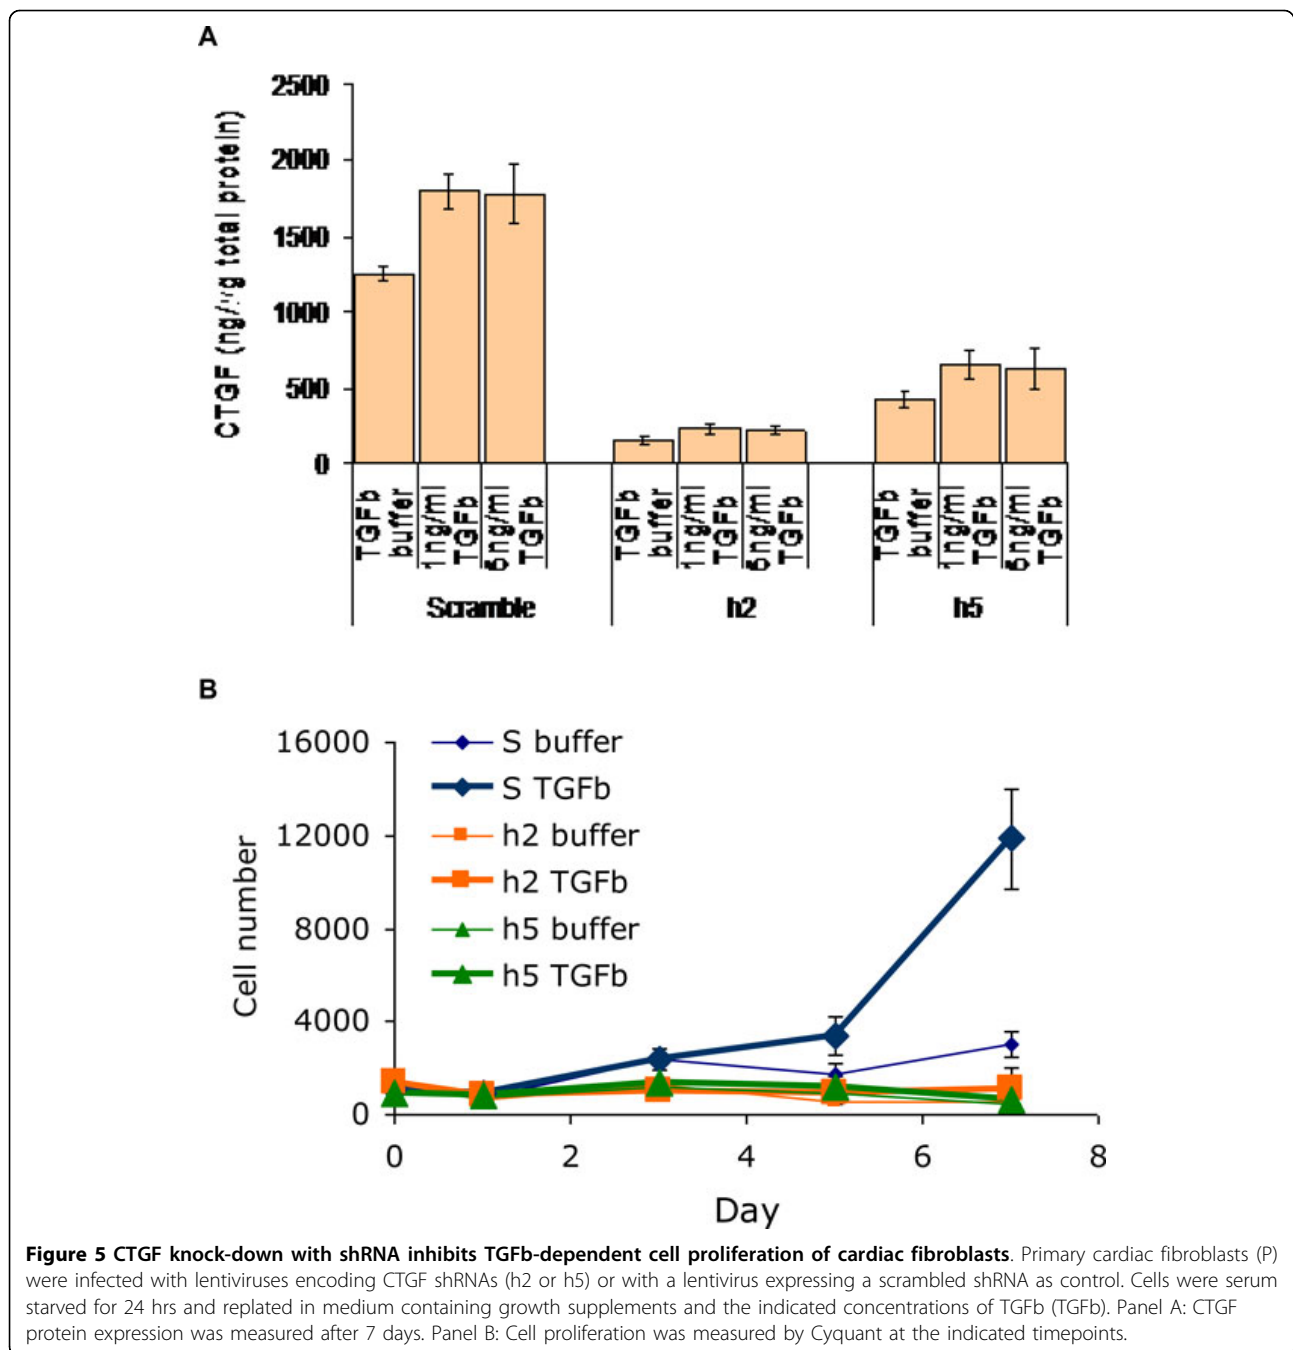 A
2500
2000
1500
1000
500
0
CTGF (ng/μg total protein)
TGFb buffer
1ng/ml TGFb
5ng/ml TGFb
TGFb buffer
1ng/ml TGFb
5ng/ml TGFb
TGFb buffer
1ng/ml TGFb
5ng/ml TGFb
Scramble h2 h5
B
16000
12000
8000
4000
0
Cell number
S buffer
S TGFb
h2 buffer
h2 TGFb
h5 buffer
h5 TGFb
0 2 4 6 8
Day
Figure 5 CTGF knock-down with shRNA inhibits TGFb-dependent cell proliferation of cardiac fibroblasts. Primary cardiac fibroblasts (P)
were infected with lentiviruses encoding CTGF shRNAs (h2 or h5) or with a lentivirus expressing a scrambled shRNA as control. Cells were serum
starved for 24 hrs and replated in medium containing growth supplements and the indicated concentrations of TGFb (TGFb). Panel A: CTGF
protein expression was measured after 7 days. Panel B: Cell proliferation was measured by Cyquant at the indicated timepoints.